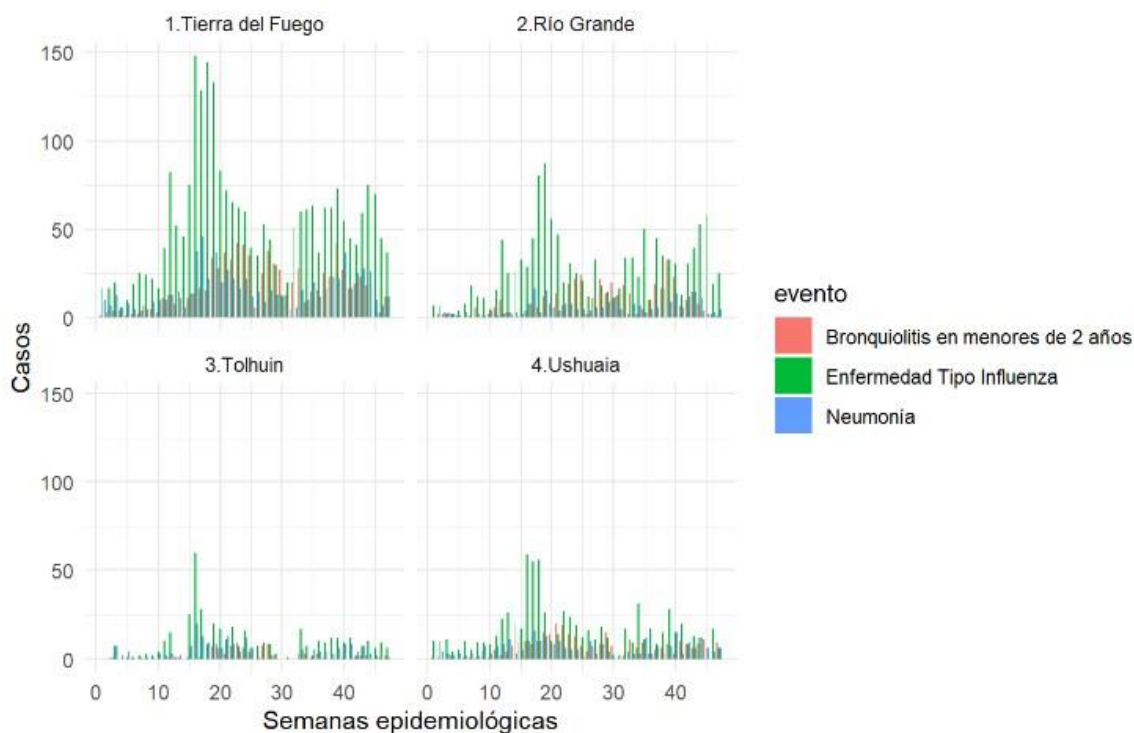 1.Tierra del Fuego
2.Río Grande
150
100
50
0
3.Tolhuin
4.Ushuaia
150
100
50
0
0 10 20 30 40
0 10 20 30 40
Casos
Semanas epidemiológicas
evento
Bronquiolitis en menores de 2 años
Enfermedad Tipo Influenza
Neumonía